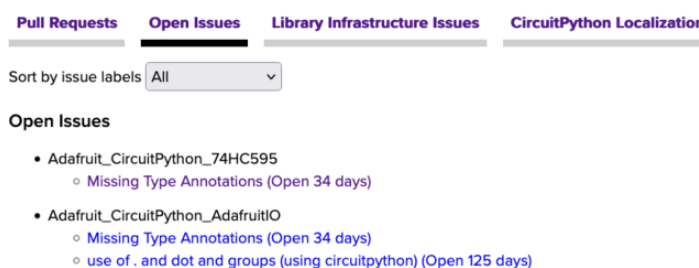 Pull Requests Open Issues Library Infrastructure Issues CircuitPython Localization
Sort by issue labels All
Open Issues
Adafruit_CircuitPython_74HC595
Missing Type Annotations (Open 34 days)
Adafruit_CircuitPython_AdafruitIO
Missing Type Annotations (Open 34 days)
use of . and dot and groups (using circuitpython) (Open 125 days)